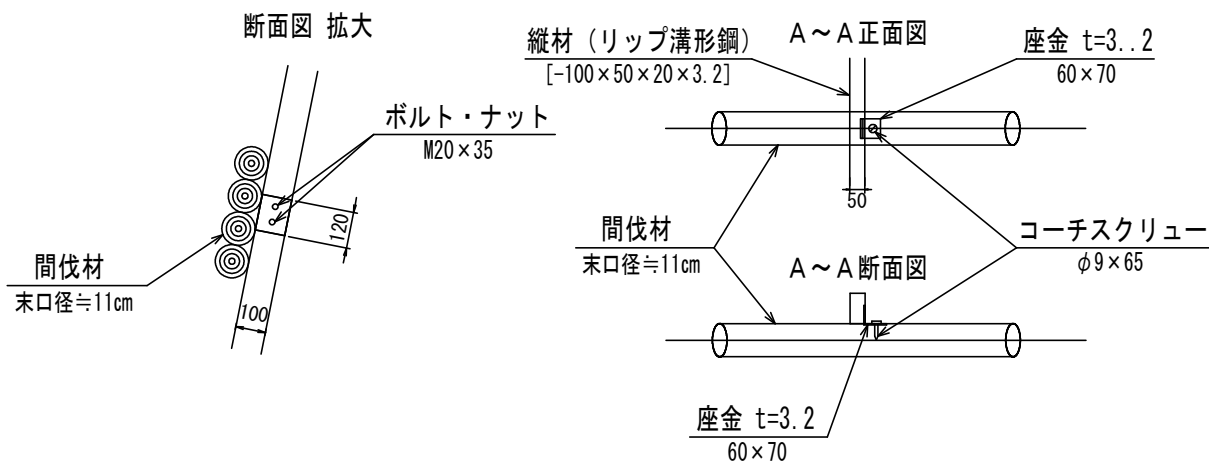 断面図 拡大
ボルト・ナット
M20×35
120
間伐材
末口径≒11cm
100
縦材（リップ溝形鋼）
[-100×50×20×3.2]
A～A正面図
座金 t=3..2
60×70
50
間伐材
末口径≒11cm
コーチスクリュー
φ9×65
A～A断面図
座金 t=3.2
60×70